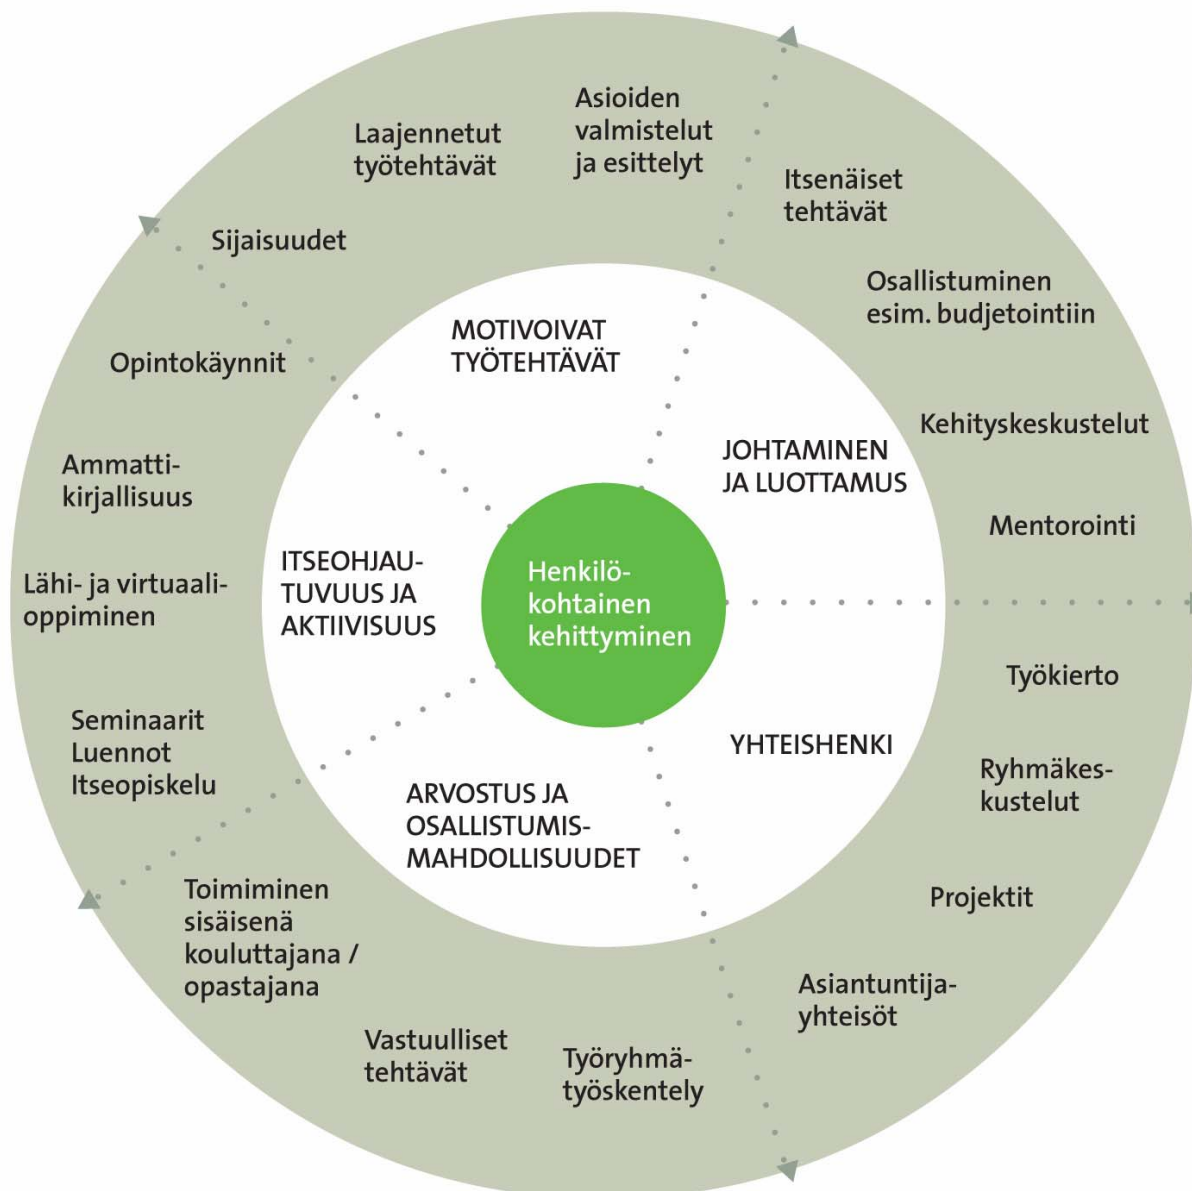 Asioiden
valmistelut
ja esittelyt
Laajennetut
työtehtävät
Sijaisuudet
Itsenäiset
tehtävät
Osallistuminen
esim. budjetointiin
Kehityskeskustelut
Mentorointi
Opintokäynnit
Ammatti-
kirjallisuus
Lähi- ja virtuaali-
oppiminen
Seminaarit
Luennot
Itseopiskelu
MOTIVOIVAT
TYÖTEHTÄVÄT
JOHTAMINEN
JA LUOTTAMUS
ITSEOHJAU-
TUVUUS JA
AKTIIVISUUS
Henkilö-
kohtainen
kehittyminen
YHTEISHENKI
ARVOSTUS JA
OSALLISTUMIS-
MAHDOLLISUUDET
Työkierto
Ryhmäkes-
kustelut
Projektit
Asiantuntija-
yhteisöt
Toimiminen
sisäisenä
kouluttajana /
opastajana
Vastuulliset
tehtävät
Työryhmä-
työskentely